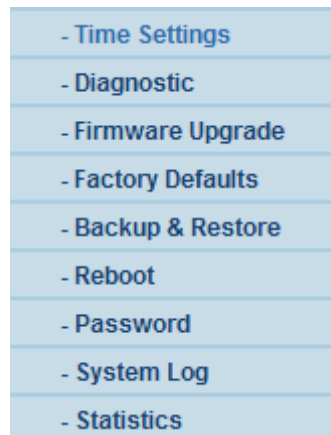 - Time Settings
- Diagnostic
- Firmware Upgrade
- Factory Defaults
- Backup & Restore
- Reboot
- Password
- System Log
- Statistics